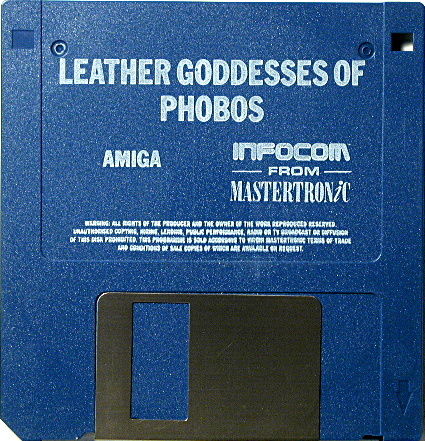 LEATHER GODDESSES OF
PHOBOS
AMIGA
INFOCOM
FROM
MASTERTRONiC
WARNING: ALL RIGHTS OF THE PRODUCER AND THE OWNER OF THE WORK REPRODUCED RESERVED.
UNAUTHORISED COPYING, HIRING, LENDING, PUBLIC PERFORMANCE, RADIO OR TV BROADCAST OR DIFFUSION
OF THIS DISK PROHIBITED. THIS PROGRAMME IS SOLD ACCORDING TO VIRGIN MASTERTRONIC TERMS OF TRADE
AND CONDITIONS OF SALE COPIES OF WHICH ARE AVAILABLE ON REQUEST.